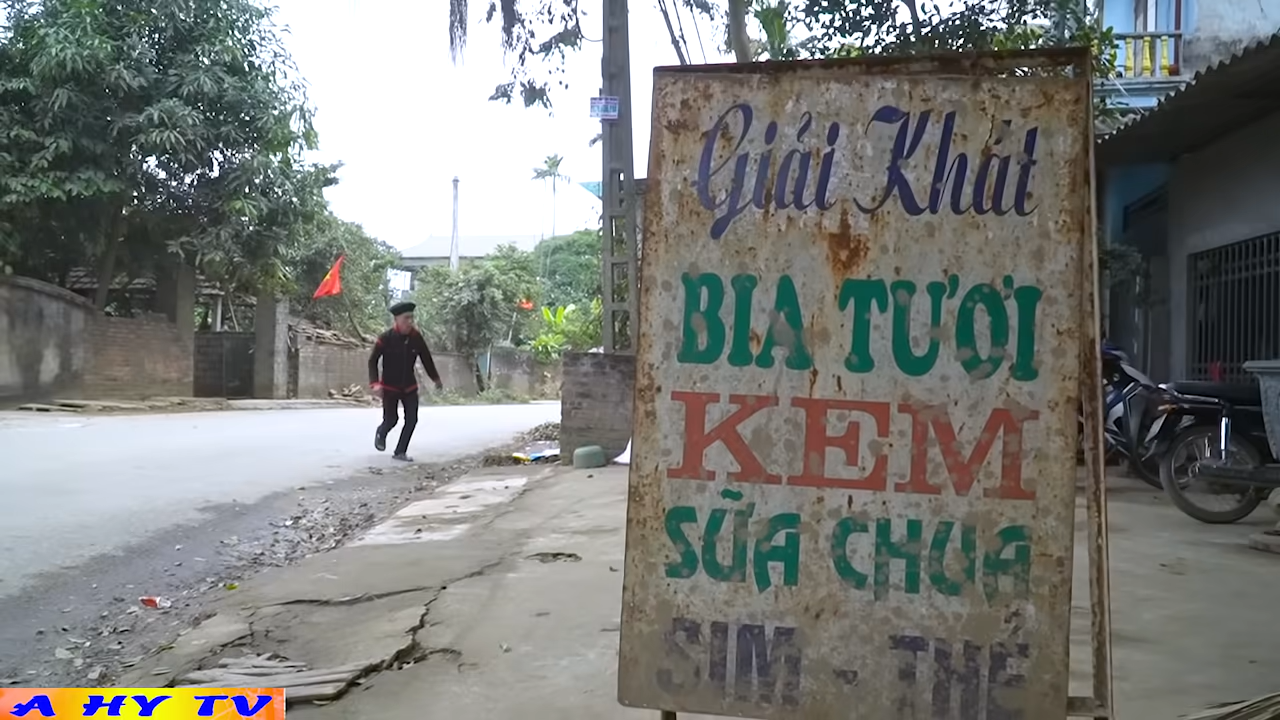 Giải Khát
BIA TƯƠI
KEM
SỮA CHUA
SIM - THẺ
A HY TV